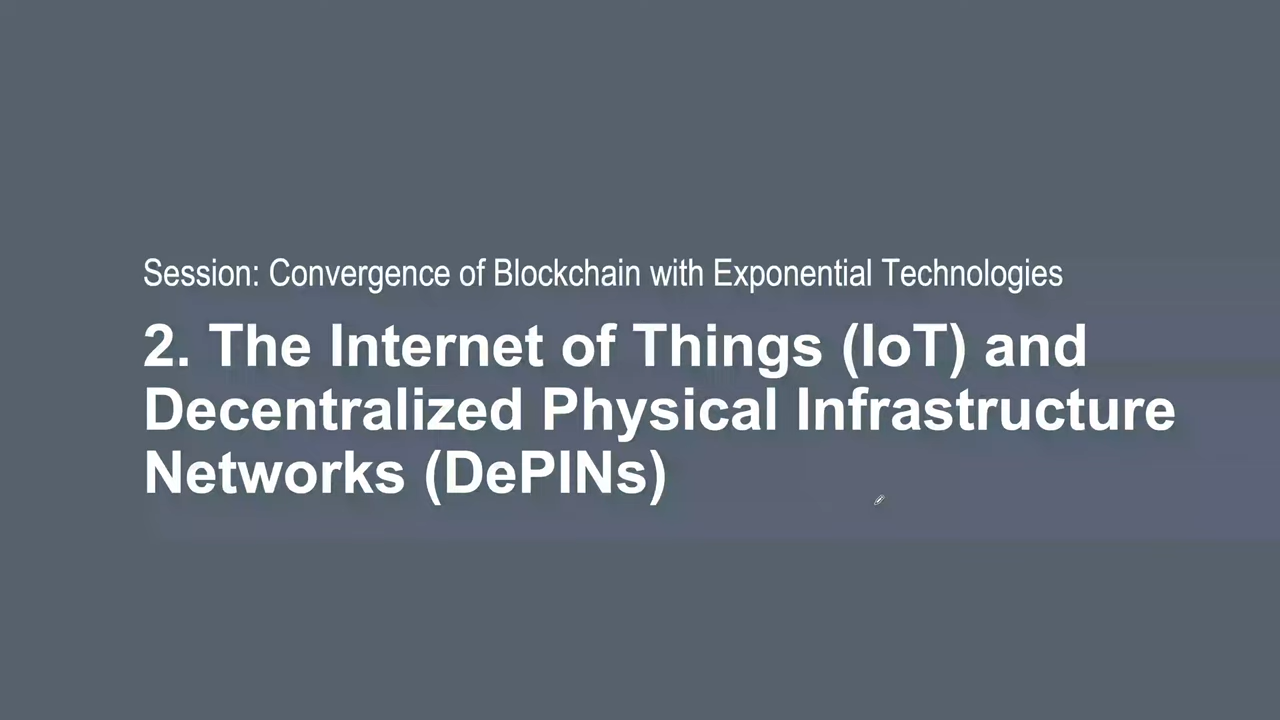 Session: Convergence of Blockchain with Exponential Technologies
2. The Internet of Things (IoT) and
Decentralized Physical Infrastructure
Networks (DePINs)